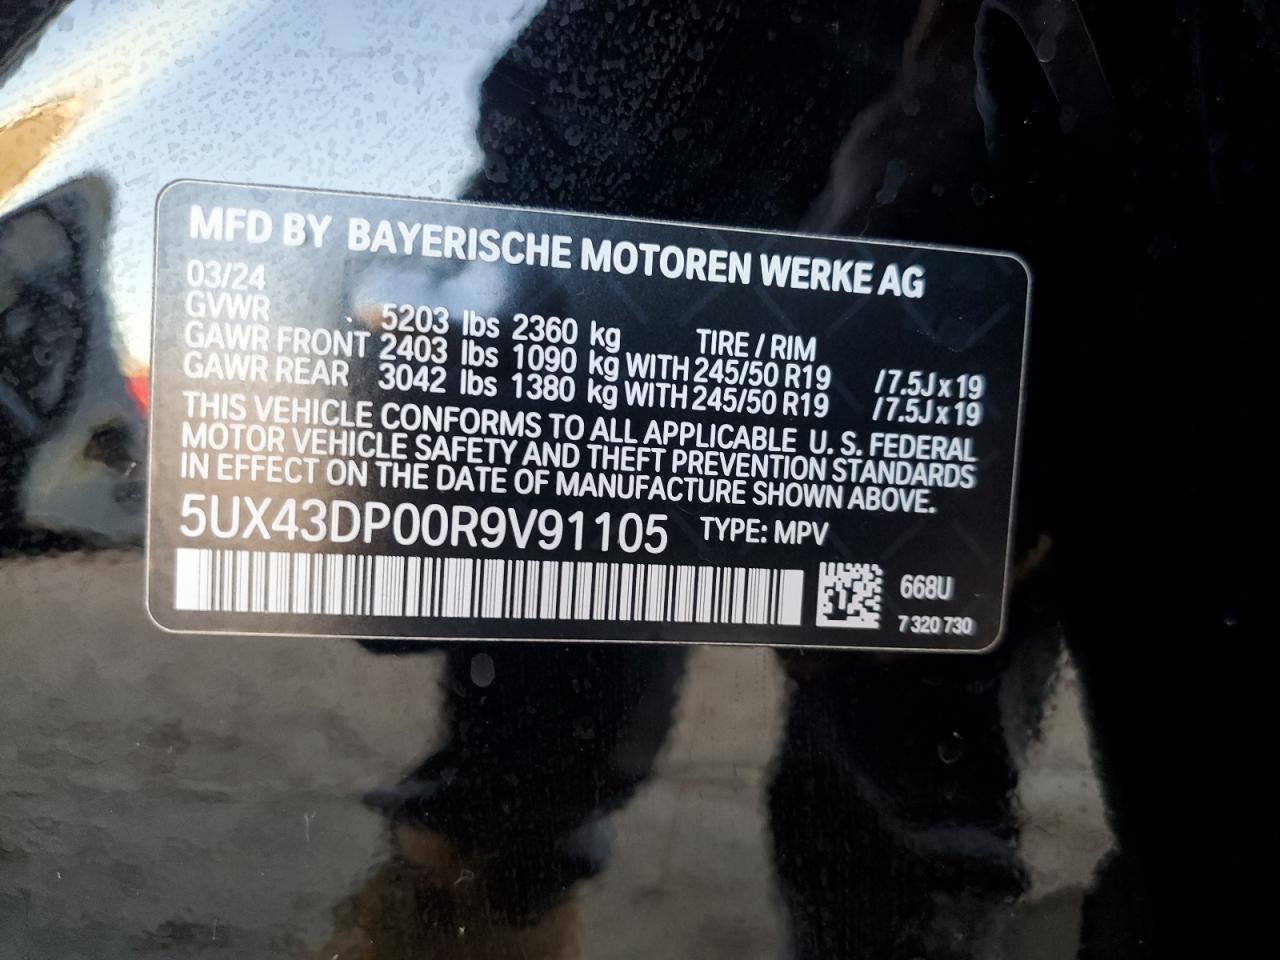 MFD BY BAYERISCHE MOTOREN WERKE AG
03/24
GVWR 5203 lbs 2360 kg TIRE / RIM
GAWR FRONT 2403 lbs 1090 kg WITH 245/50 R19 / 7.5J x 19
GAWR REAR 3042 lbs 1380 kg WITH 245/50 R19 / 7.5J x 19
THIS VEHICLE CONFORMS TO ALL APPLICABLE U. S. FEDERAL
MOTOR VEHICLE SAFETY AND THEFT PREVENTION STANDARDS
IN EFFECT ON THE DATE OF MANUFACTURE SHOWN ABOVE.
5UX43DP00R9V91105 TYPE: MPV
668U
7 320 730